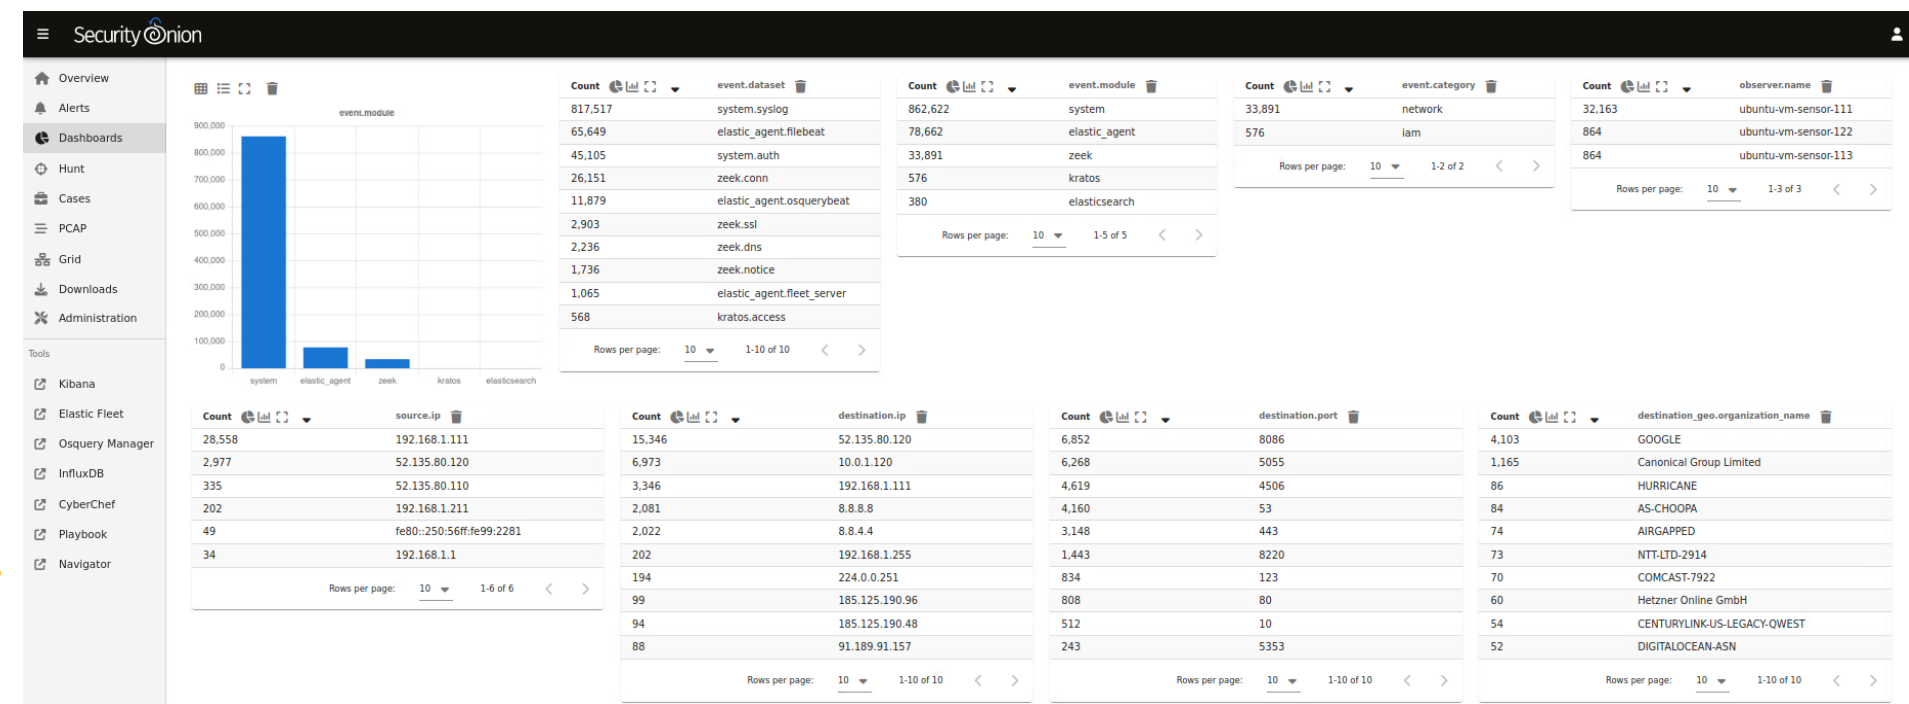 Security Onion
Overview
Alerts
Dashboards
Hunt
Cases
PCAP
Grid
Downloads
Administration
Tools
Kibana
Elastic Fleet
Osquery Manager
InfluxDB
CyberChef
Playbook
Navigator
event.module
900,000
800,000
700,000
600,000
500,000
400,000
300,000
200,000
100,000
0
system elastic_agent zeek kratos elasticsearch
Count event.dataset
817,517 system.syslog
65,649 elastic_agent.filebeat
45,105 system.auth
26,151 zeek.conn
11,879 elastic_agent.osquerybeat
2,903 zeek.ssl
2,236 zeek.dns
1,736 zeek.notice
1,065 elastic_agent.fleet_server
568 kratos.access
Rows per page: 10 1-10 of 10
Count event.module
862,622 system
78,662 elastic_agent
33,891 zeek
576 kratos
380 elasticsearch
Rows per page: 10 1-5 of 5
Count event.category
33,891 network
576 iam
Rows per page: 10 1-2 of 2
Count observer.name
32,163 ubuntu-vm-sensor-111
864 ubuntu-vm-sensor-122
864 ubuntu-vm-sensor-113
Rows per page: 10 1-3 of 3
Count source.ip
28,558 192.168.1.111
2,977 52.135.80.120
335 52.135.80.110
202 192.168.1.211
49 fe80::250:56ff:fe99:2281
34 192.168.1.1
Rows per page: 10 1-6 of 6
Count destination.ip
15,346 52.135.80.120
6,973 10.0.1.120
3,346 192.168.1.111
2,081 8.8.8.8
2,022 8.8.4.4
202 192.168.1.255
194 224.0.0.251
99 185.125.190.96
94 185.125.190.48
88 91.189.91.157
Rows per page: 10 1-10 of 10
Count destination.port
6,852 8086
6,268 5055
4,619 4506
4,160 53
3,148 443
1,443 8220
834 123
808 80
512 10
243 5353
Rows per page: 10 1-10 of 10
Count destination_geo.organization_name
4,103 GOOGLE
1,165 Canonical Group Limited
86 HURRICANE
84 AS-CHOOPA
74 AIRGAPPED
73 NTT-LTD-2914
70 COMCAST-7922
60 Hetzner Online GmbH
54 CENTURYLINK-US-LEGACY-QWEST
52 DIGITALOCEAN-ASN
Rows per page: 10 1-10 of 10